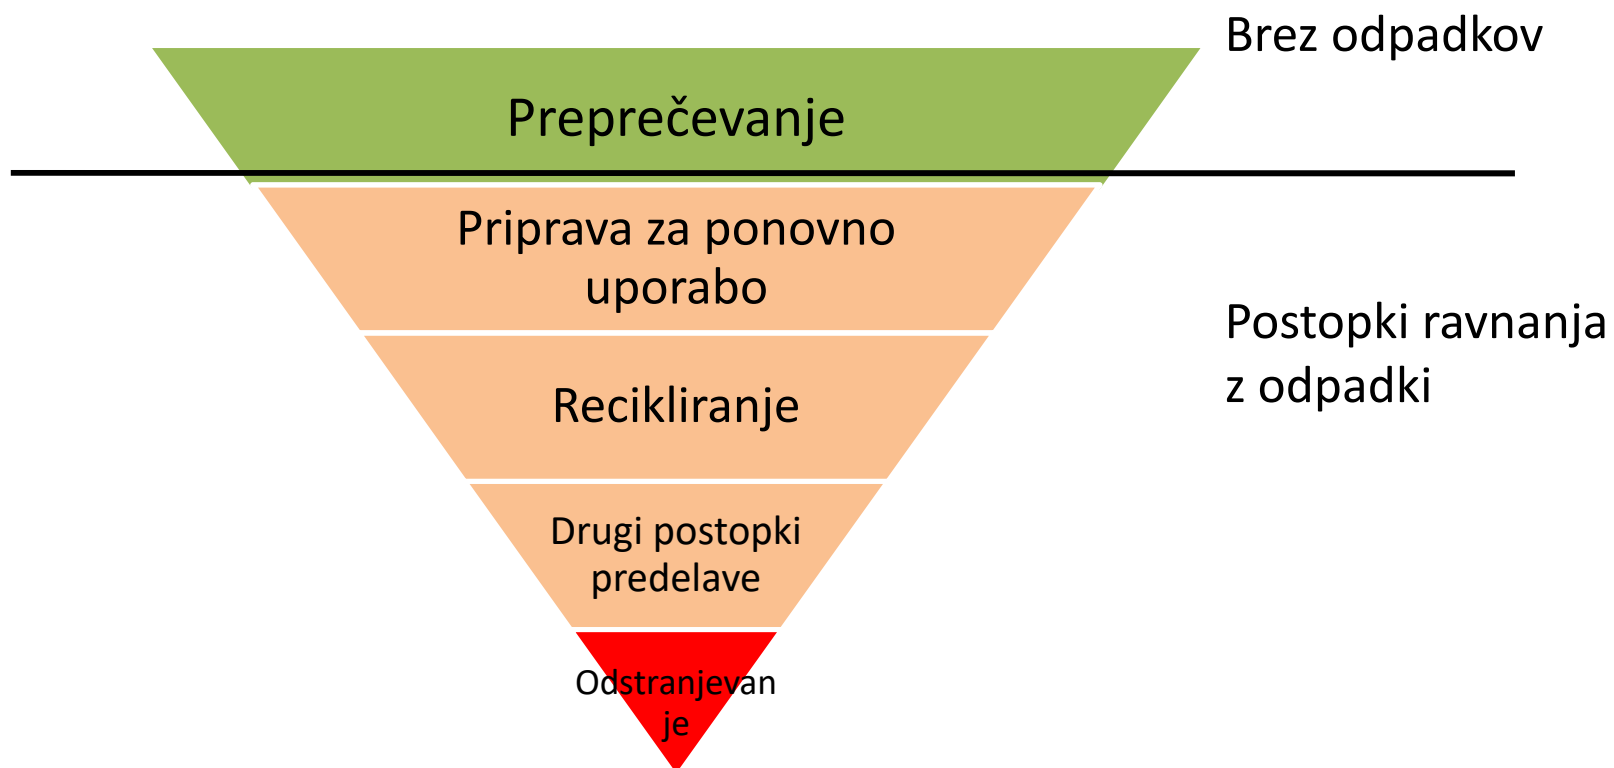 Brez odpadkov
Preprečevanje
Priprava za ponovno
uporabo
Postopki ravnanja
z odpadki
Recikliranje
Drugi postopki
predelave
Odstranjevan
je